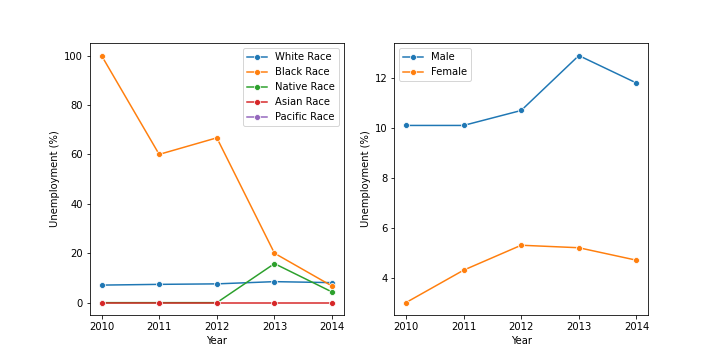 Unemployment (%)
100
80
60
40
20
0
2010 2011 2012 2013 2014
Year
White Race
Black Race
Native Race
Asian Race
Pacific Race
Unemployment (%)
12
10
8
6
4
2010 2011 2012 2013 2014
Year
Male
Female